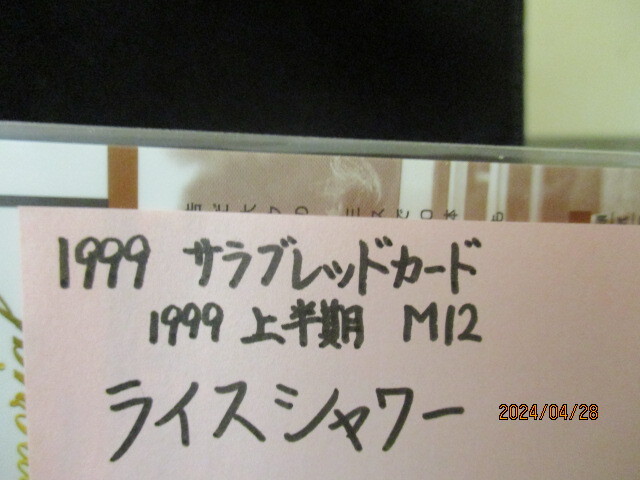 1999 サラブレッドカード
1999 上半期 M12
ライスシャワー
2024/04/28